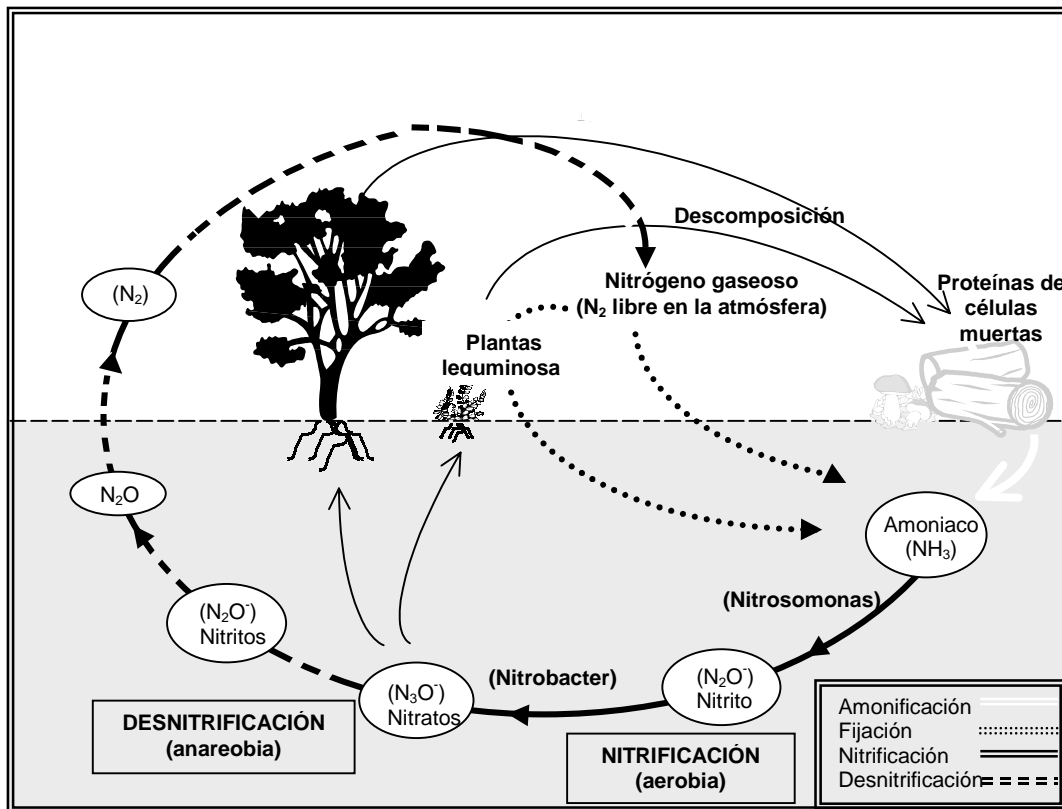 Descomposición
(N₂)
Nitrógeno gaseoso
(N₂ libre en la atmósfera)
Proteínas de
células
muertas
Plantas
leguminosa
N₂O
Amoniaco
(NH₃)
(N₂O⁻)
Nitritos
(Nitrosomonas)
(N₃O⁻)
Nitratos
(Nitrobacter)
(N₂O⁻)
Nitrito
DESNITRIFICACIÓN
(anareobia)
NITRIFICACIÓN
(aerobia)
Amonificación
Fijación
Nitrificación
Desnitrificación